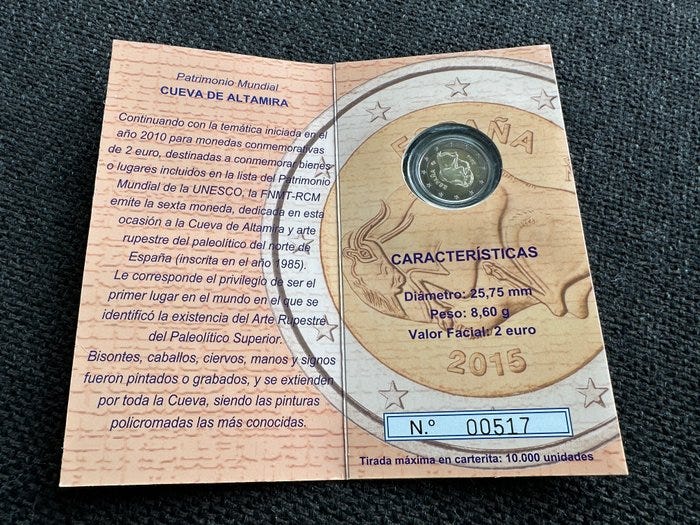 Patrimonio Mundial
CUEVA DE ALTAMIRA
Continuando con la temática iniciada en el
año 2010 para monedas conmemorativas
de 2 euro, destinadas a conmemorar bienes
o lugares incluidos en la lista del Patrimonio
Mundial de la UNESCO, la FNMT-RCM
emite la sexta moneda, dedicada en esta
ocasión a la Cueva de Altamira y arte
rupestre del paleolítico del norte de
España (inscrita en el año 1985).
Le corresponde el privilegio de ser el
primer lugar en el mundo en el que se
identificó la existencia del Arte Rupestre
del Paleolítico Superior.
Bisontes, caballos, ciervos, manos y signos
fueron pintados o grabados, y se extienden
por toda la Cueva, siendo las pinturas
policromadas las más conocidas.
ESPAÑA
CARACTERÍSTICAS
Diámetro: 25,75 mm
Peso: 8,60 g
Valor Facial: 2 euro
2015
N.º 00517
Tirada máxima en carterita: 10.000 unidades